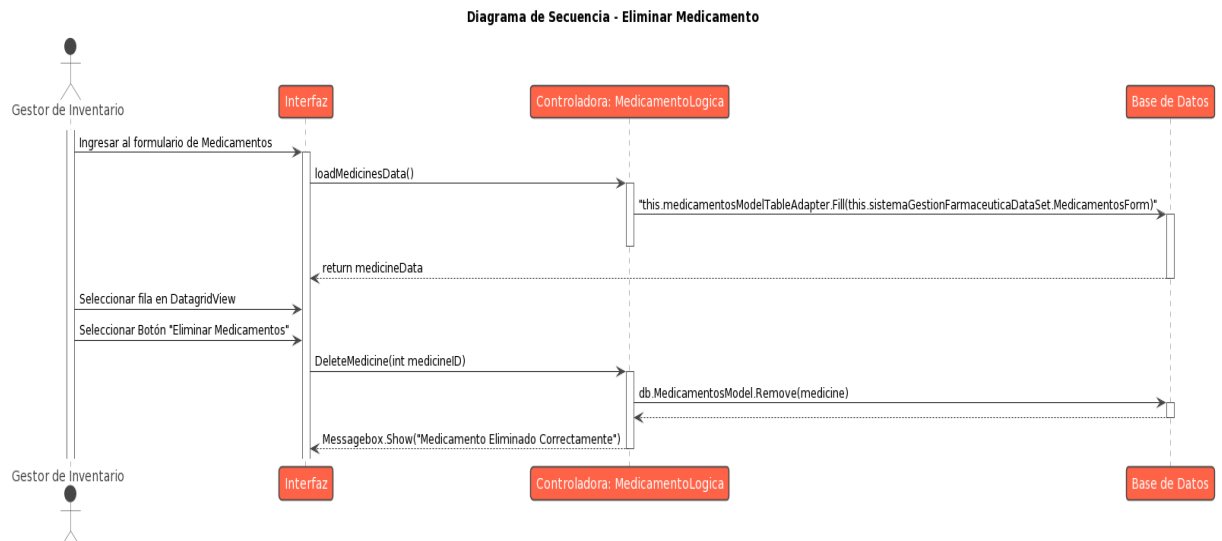 Diagrama de Secuencia - Eliminar Medicamento
Gestor de Inventario
Interfaz
Controladora: MedicamentoLogica
Base de Datos
Ingresar al formulario de Medicamentos
loadMedicinesData()
"this.medicamentosModelTableAdapter.Fill(this.sistemaGestionFarmaceuticaDataSet.MedicamentosForm)"
return medicineData
Seleccionar fila en DatagridView
Seleccionar Botón "Eliminar Medicamentos"
DeleteMedicine(int medicineID)
db.MedicamentosModel.Remove(medicine)
Messagebox.Show("Medicamento Eliminado Correctamente")
Gestor de Inventario
Interfaz
Controladora: MedicamentoLogica
Base de Datos